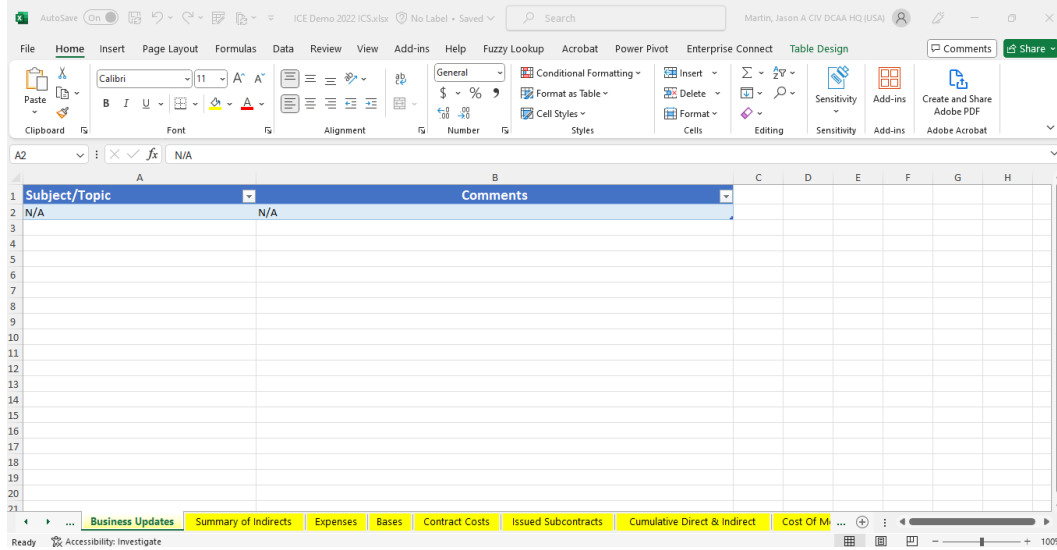 AutoSave On ICE Demo 2022 ICS.xlsx No Label • Saved Search Martin, Jason A CIV DCAA HQ (USA)
File Home Insert Page Layout Formulas Data Review View Add-ins Help Fuzzy Lookup Acrobat Power Pivot Enterprise Connect Table Design Comments Share
Calibri 11 A^ A˅ ab General Conditional Formatting Insert Σ
Paste B I U A $ % , Format as Table Delete Sensitivity Add-ins Create and Share
Adobe PDF
Cell Styles Format
Clipboard Font Alignment Number Styles Cells Editing Sensitivity Add-ins Adobe Acrobat
A2 fx N/A
A B C D E F G H
1 Subject/Topic Comments
2 N/A N/A
3
4
5
6
7
8
9
10
11
12
13
14
15
16
17
18
19
20
21
... Business Updates Summary of Indirects Expenses Bases Contract Costs Issued Subcontracts Cumulative Direct & Indirect Cost Of M ...
Ready Accessibility: Investigate 100%